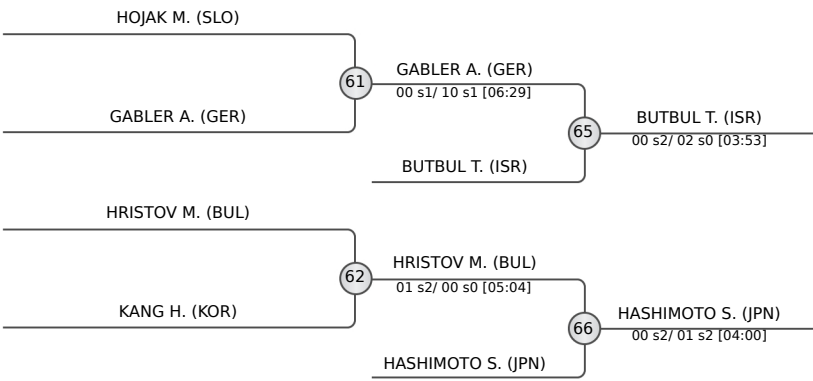 HOJAK M. (SLO)
61
GABLER A. (GER)
00 s1/ 10 s1 [06:29]
GABLER A. (GER)
65
BUTBUL T. (ISR)
00 s2/ 02 s0 [03:53]
BUTBUL T. (ISR)
HRISTOV M. (BUL)
62
HRISTOV M. (BUL)
01 s2/ 00 s0 [05:04]
KANG H. (KOR)
66
HASHIMOTO S. (JPN)
00 s2/ 01 s2 [04:00]
HASHIMOTO S. (JPN)